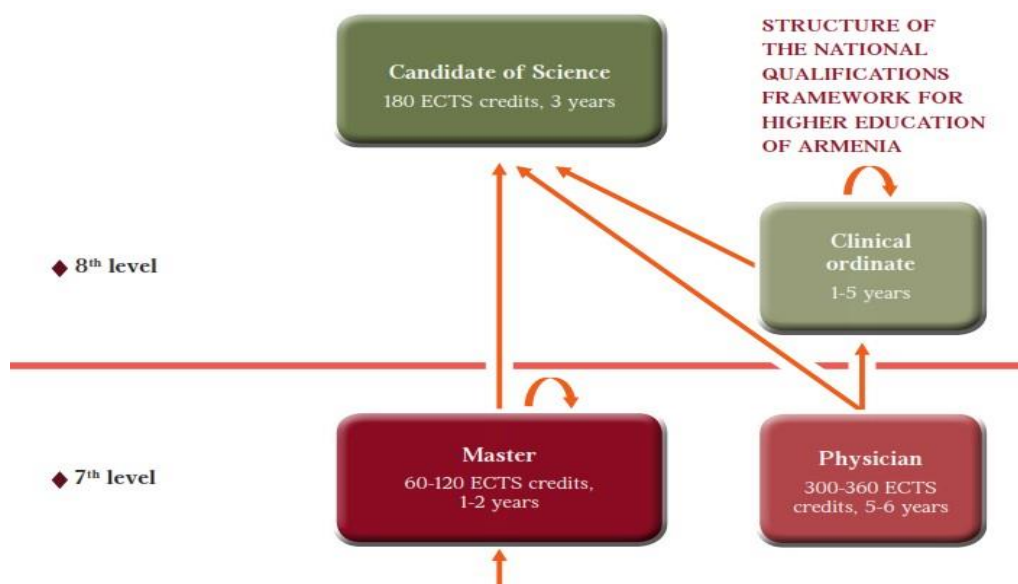 Candidate of Science
180 ECTS credits, 3 years
STRUCTURE OF
THE NATIONAL
QUALIFICATIONS
FRAMEWORK FOR
HIGHER EDUCATION
OF ARMENIA
8th level
Clinical
ordinate
1-5 years
7th level
Master
60-120 ECTS credits,
1-2 years
Physician
300-360 ECTS
credits, 5-6 years